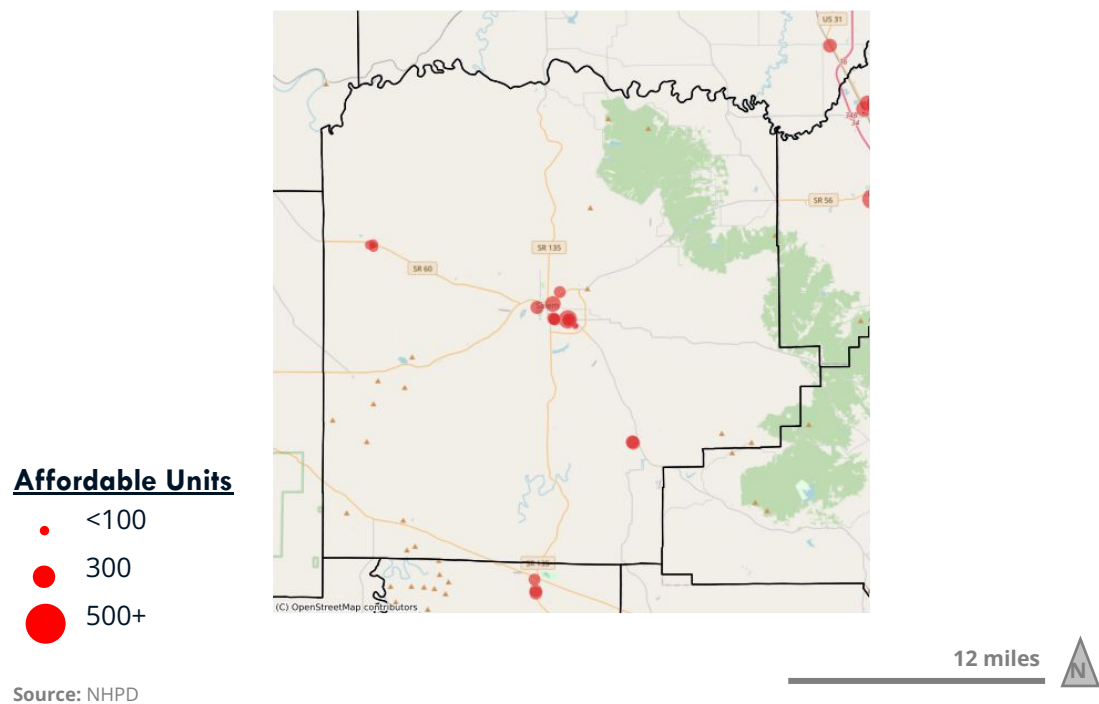 US 31
SR 56
SR 135
SR 60
Salem
SR 135
Affordable Units
<100
300
500+
(C) OpenStreetMap contributors
12 miles
N
Source: NHPD